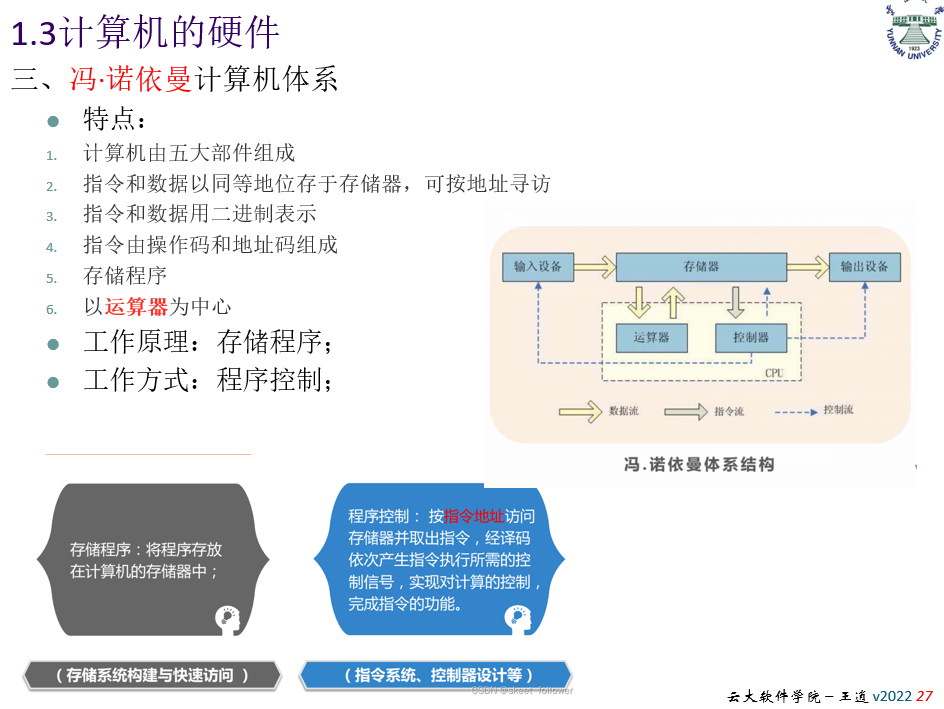 1.3计算机的硬件
YUNNAN UNIVERSITY
1923
三、冯·诺依曼计算机体系
● 特点：
1. 计算机由五大部件组成
2. 指令和数据以同等地位存于存储器，可按地址寻访
3. 指令和数据用二进制表示
4. 指令由操作码和地址码组成
5. 存储程序
6. 以运算器为中心
● 工作原理：存储程序；
● 工作方式：程序控制；
输入设备
存储器
输出设备
运算器
控制器
CPU
数据流
指令流
控制流
冯.诺依曼体系结构
存储程序：将程序存放
在计算机的存储器中；
程序控制： 按指令地址访问
存储器并取出指令，经译码
依次产生指令执行所需的控
制信号，实现对计算的控制，
完成指令的功能。
（ 存储系统构建与快速访问 ）
（ 指令系统、控制器设计等 ）
CSDN @skeet follower
云大软件学院－王逍 v2022 27